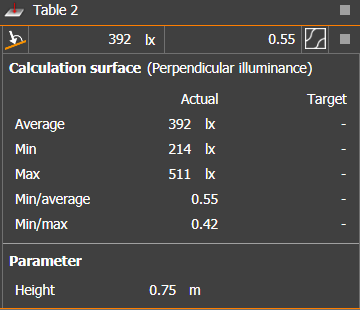 Table 2
392 lx 0.55
Calculation surface (Perpendicular illuminance)
Actual Target
Average 392 lx -
Min 214 lx -
Max 511 lx -
Min/average 0.55 -
Min/max 0.42 -
Parameter
Height 0.75 m